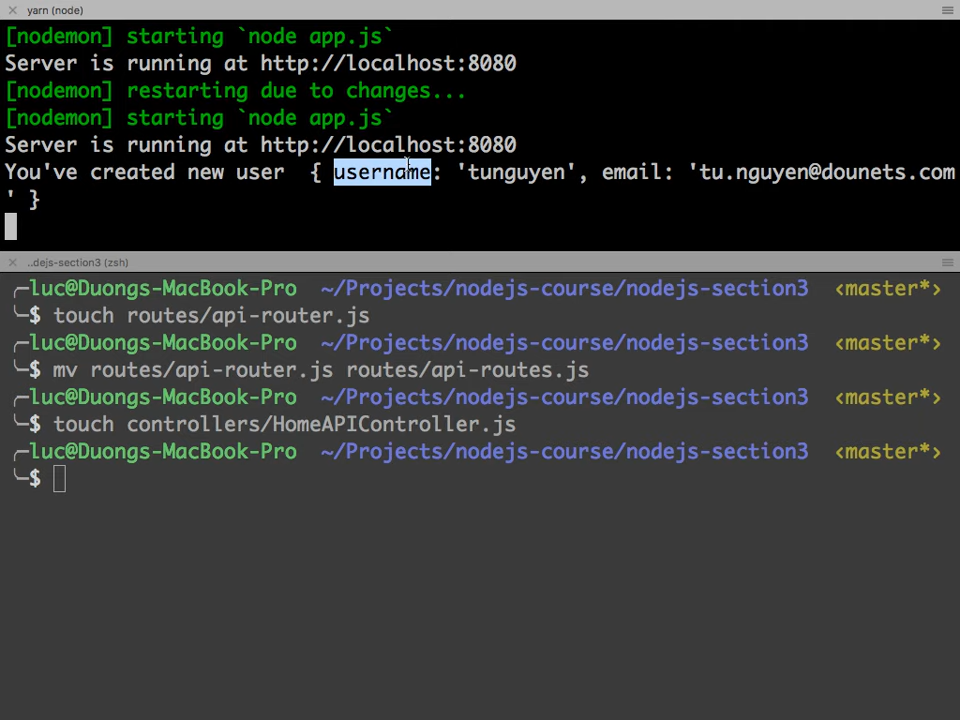 yarn (node)
[nodemon] starting `node app.js`
Server is running at http://localhost:8080
[nodemon] restarting due to changes...
[nodemon] starting `node app.js`
Server is running at http://localhost:8080
You've created new user  { username: 'tunguyen', email: 'tu.nguyen@dounets.com
' }
..dejs-section3 (zsh)
╭─luc@Duongs-MacBook-Pro  ~/Projects/nodejs-course/nodejs-section3  ‹master*›
╰─$ touch routes/api-router.js
╭─luc@Duongs-MacBook-Pro  ~/Projects/nodejs-course/nodejs-section3  ‹master*›
╰─$ mv routes/api-router.js routes/api-routes.js
╭─luc@Duongs-MacBook-Pro  ~/Projects/nodejs-course/nodejs-section3  ‹master*›
╰─$ touch controllers/HomeAPIController.js
╭─luc@Duongs-MacBook-Pro  ~/Projects/nodejs-course/nodejs-section3  ‹master*›
╰─$